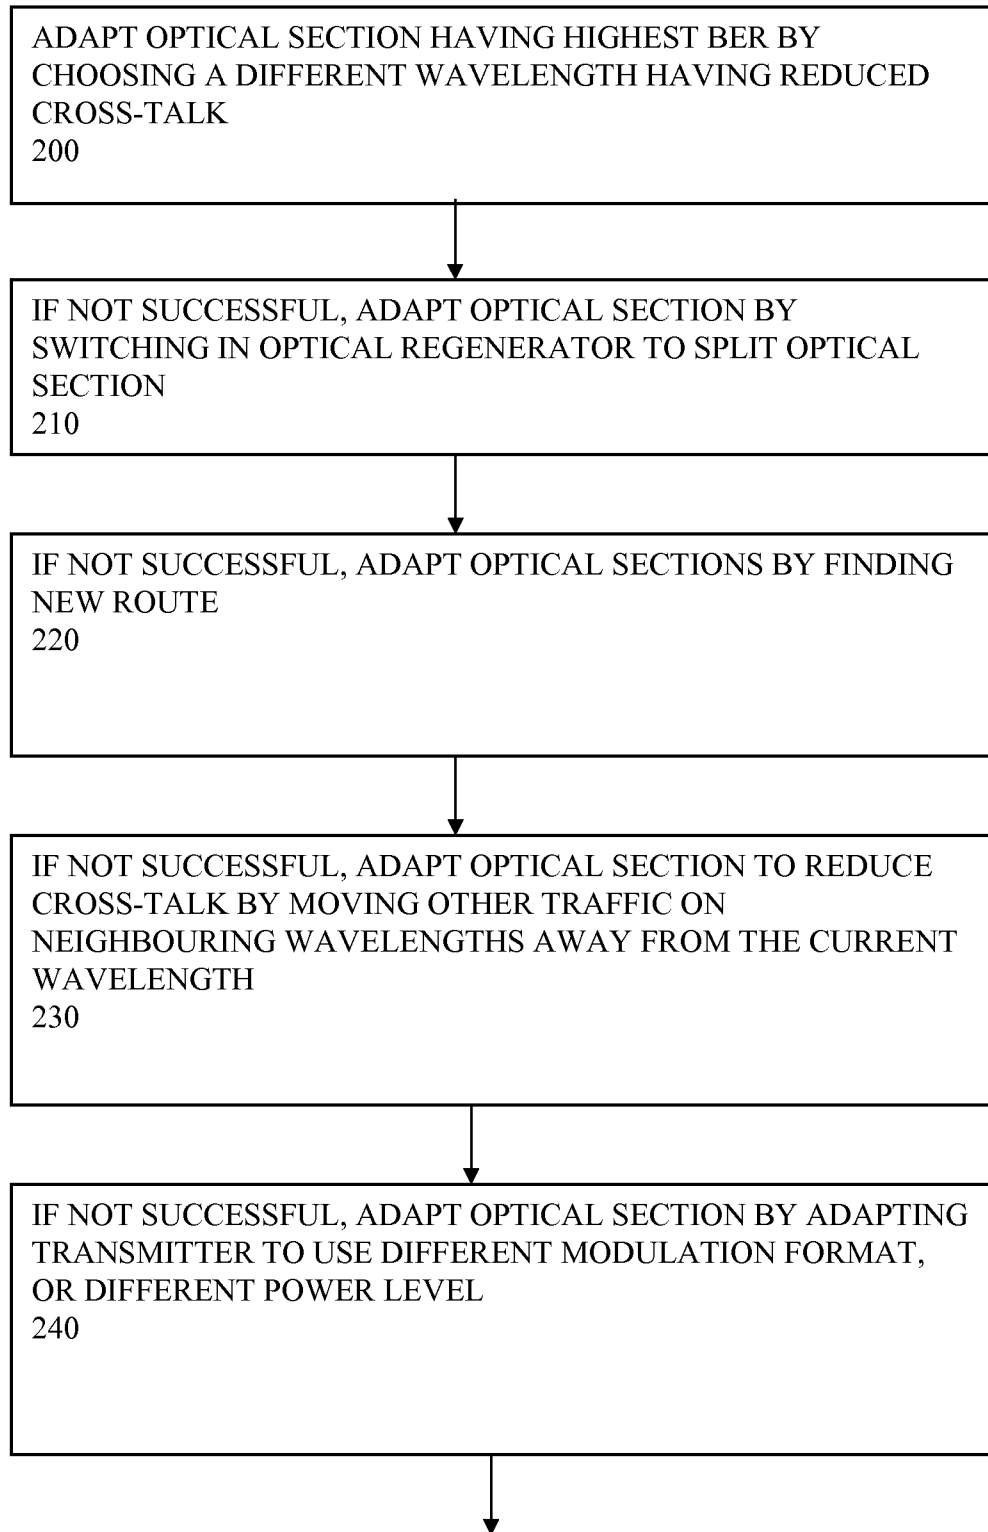 ADAPT OPTICAL SECTION HAVING HIGHEST BER BY
CHOOSING A DIFFERENT WAVELENGTH HAVING REDUCED
CROSS-TALK
200
IF NOT SUCCESSFUL, ADAPT OPTICAL SECTION BY
SWITCHING IN OPTICAL REGENERATOR TO SPLIT OPTICAL
SECTION
210
IF NOT SUCCESSFUL, ADAPT OPTICAL SECTIONS BY FINDING
NEW ROUTE
220
IF NOT SUCCESSFUL, ADAPT OPTICAL SECTION TO REDUCE
CROSS-TALK BY MOVING OTHER TRAFFIC ON
NEIGHBOURING WAVELENGTHS AWAY FROM THE CURRENT
WAVELENGTH
230
IF NOT SUCCESSFUL, ADAPT OPTICAL SECTION BY ADAPTING
TRANSMITTER TO USE DIFFERENT MODULATION FORMAT,
OR DIFFERENT POWER LEVEL
240